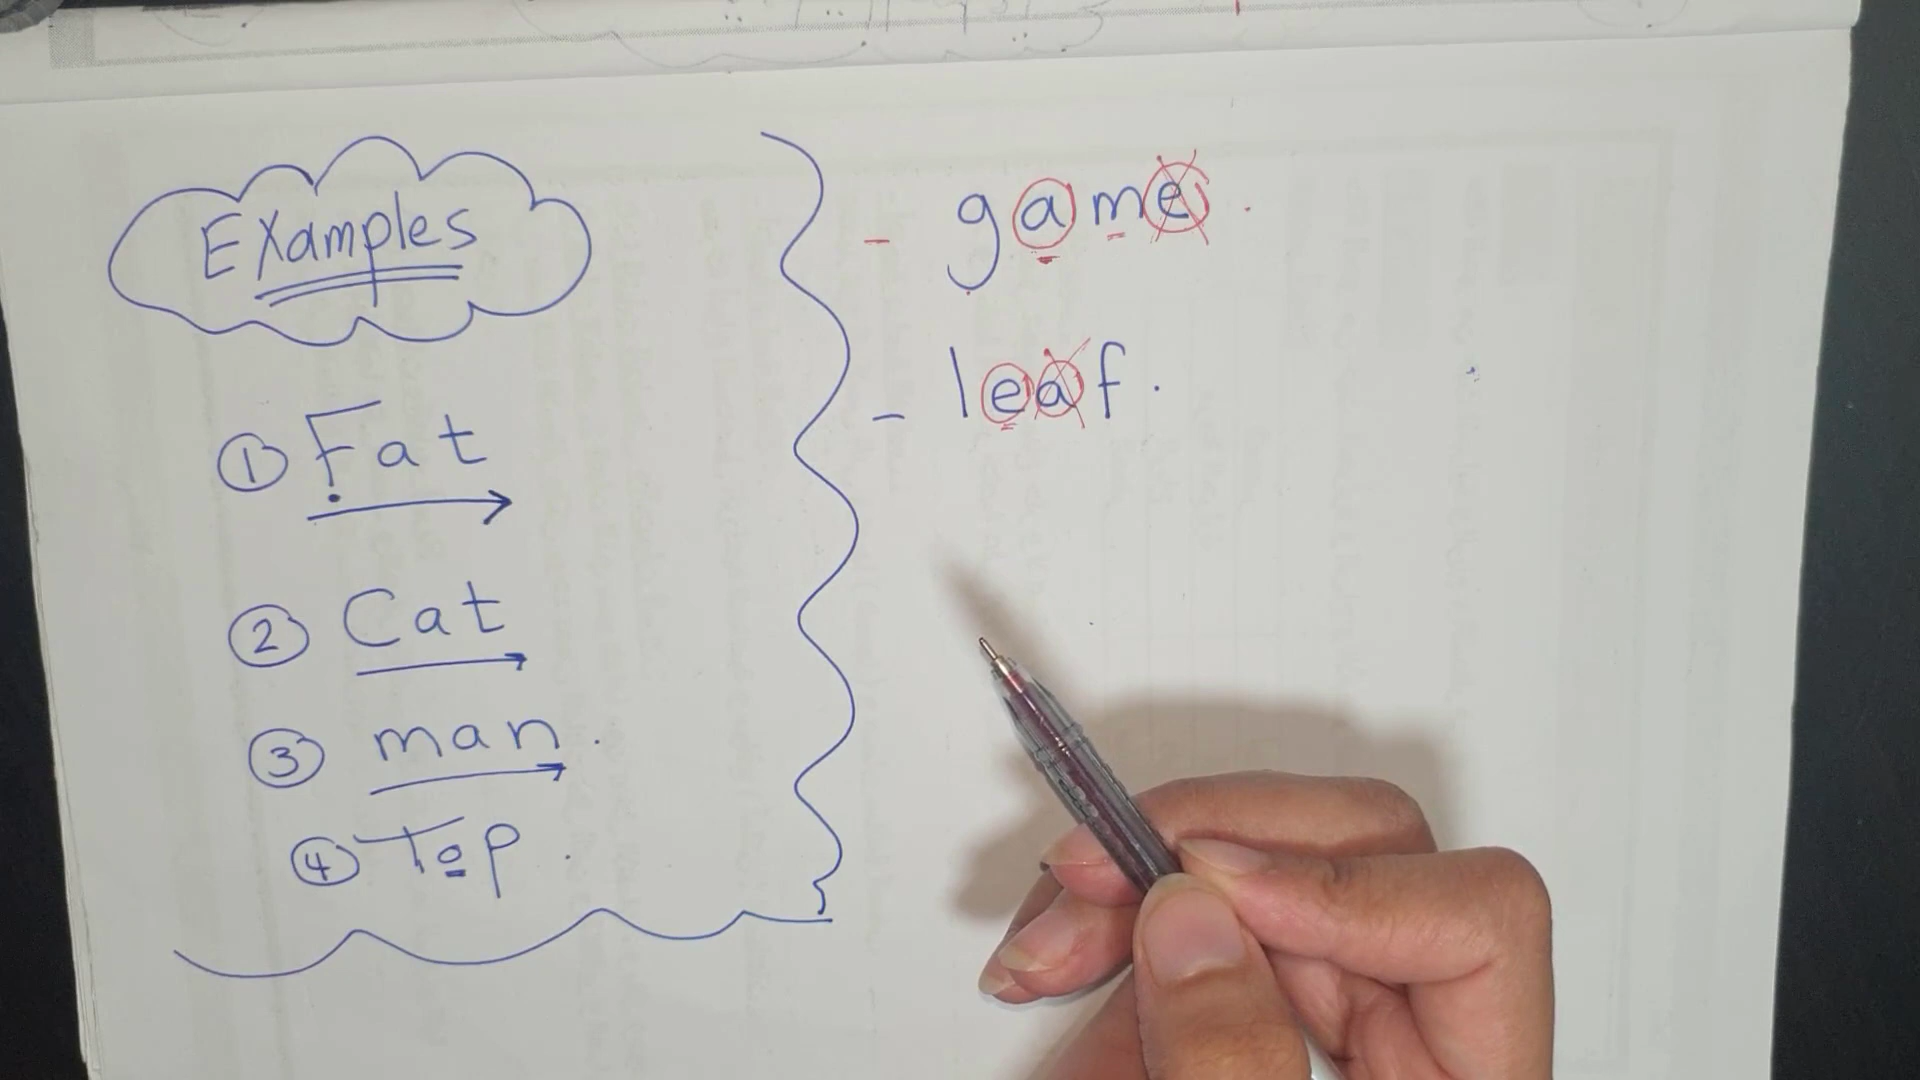 Examples
① Fat
② Cat
③ man.
④ Top.
- game.
- leaf.